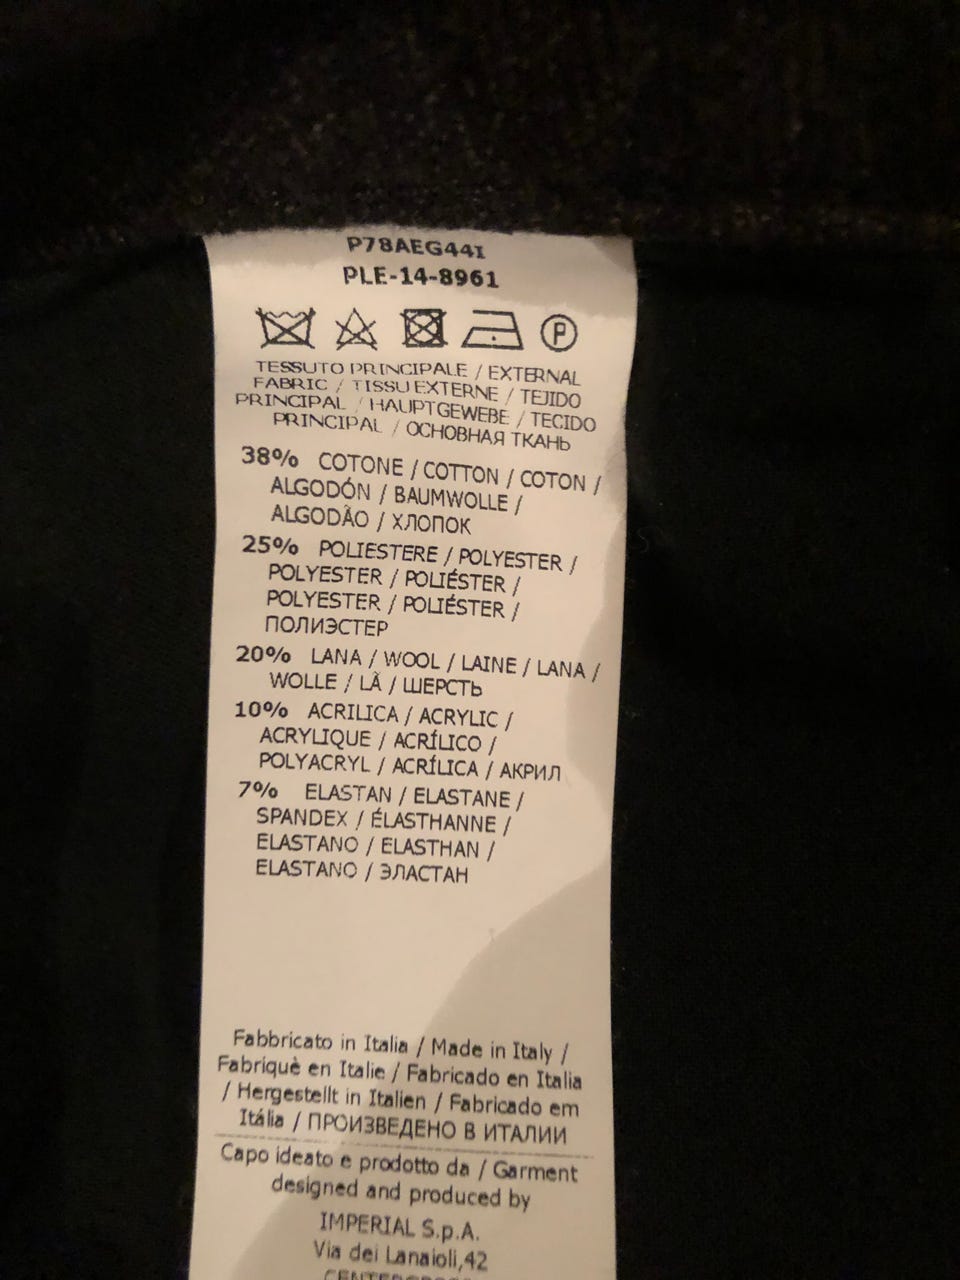 P78AEG44I
PLE-14-8961
P
TESSUTO PRINCIPALE / EXTERNAL
FABRIC / TISSU EXTERNE / TEJIDO
PRINCIPAL / HAUPTGEWEBE / TECIDO
PRINCIPAL / ОСНОВНАЯ ТКАНЬ
38% COTONE / COTTON / COTON /
ALGODÓN / BAUMWOLLE /
ALGODÃO / ХЛОПОК
25% POLIESTERE / POLYESTER /
POLYESTER / POLIÉSTER /
POLYESTER / POLIÉSTER /
ПОЛИЭСТЕР
20% LANA / WOOL / LAINE / LANA /
WOLLE / LÃ / ШЕРСТЬ
10% ACRILICA / ACRYLIC /
ACRYLIQUE / ACRÍLICO /
POLYACRYL / ACRÍLICA / АКРИЛ
7% ELASTAN / ELASTANE /
SPANDEX / ÉLASTHANNE /
ELASTANO / ELASTHAN /
ELASTANO / ЭЛАСТАН
Fabbricato in Italia / Made in Italy /
Fabriquè en Italie / Fabricado en Italia
/ Hergestellt in Italien / Fabricado em
Itália / ПРОИЗВЕДЕНО В ИТАЛИИ
Capo ideato e prodotto da / Garment
designed and produced by
IMPERIAL S.p.A.
Via dei Lanaioli,42